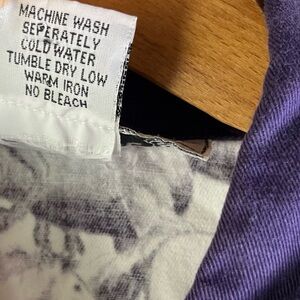 MACHINE WASH
SEPERATELY
COLD WATER
TUMBLE DRY LOW
WARM IRON
NO BLEACH